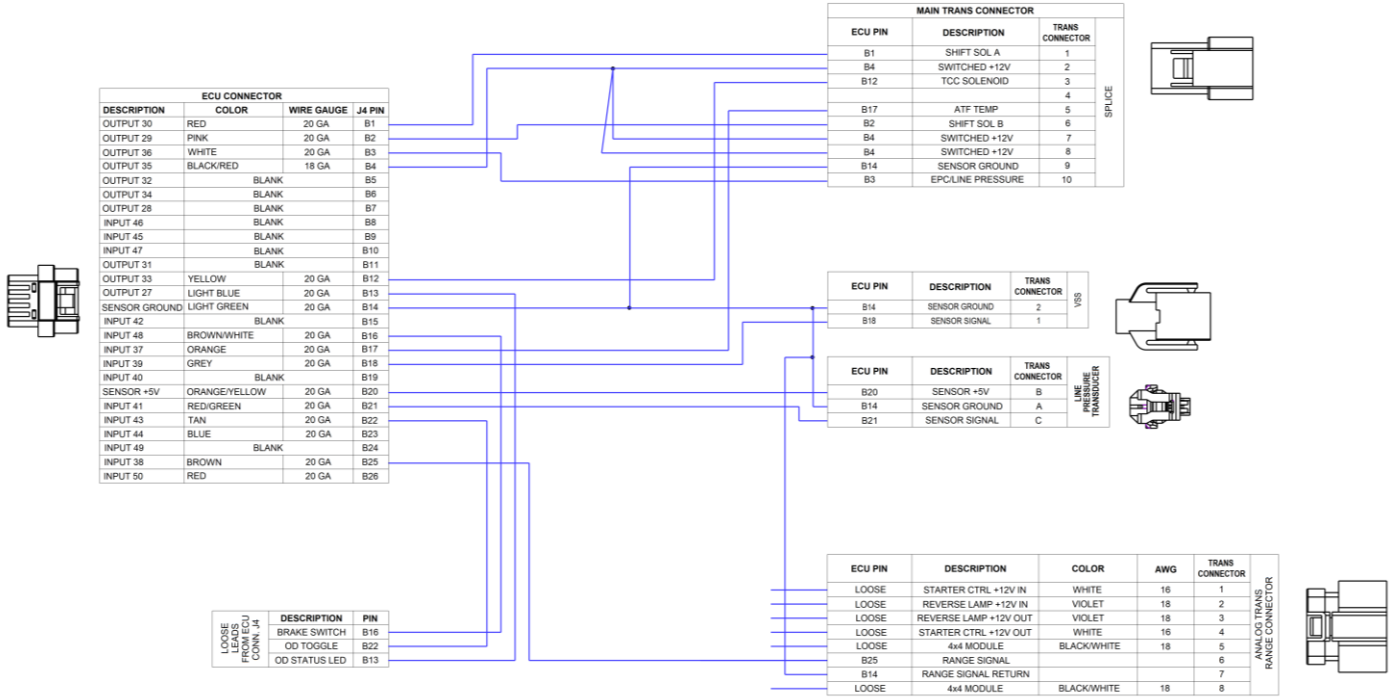 MAIN TRANS CONNECTOR
ECU PIN DESCRIPTION TRANS CONNECTOR
B1 SHIFT SOL A 1
B4 SWITCHED +12V 2
B12 TCC SOLENOID 3
4
B17 ATF TEMP 5
B2 SHIFT SOL B 6
B4 SWITCHED +12V 7
B4 SWITCHED +12V 8
B14 SENSOR GROUND 9
B3 EPC/LINE PRESSURE 10
SPLICE
ECU CONNECTOR
DESCRIPTION COLOR WIRE GAUGE J4 PIN
OUTPUT 30 RED 20 GA B1
OUTPUT 29 PINK 20 GA B2
OUTPUT 36 WHITE 20 GA B3
OUTPUT 35 BLACK/RED 18 GA B4
OUTPUT 32 BLANK B5
OUTPUT 34 BLANK B6
OUTPUT 28 BLANK B7
INPUT 46 BLANK B8
INPUT 45 BLANK B9
INPUT 47 BLANK B10
OUTPUT 31 BLANK B11
OUTPUT 33 YELLOW 20 GA B12
OUTPUT 27 LIGHT BLUE 20 GA B13
SENSOR GROUND LIGHT GREEN 20 GA B14
INPUT 42 BLANK B15
INPUT 48 BROWN/WHITE 20 GA B16
INPUT 37 ORANGE 20 GA B17
INPUT 39 GREY 20 GA B18
INPUT 40 BLANK B19
SENSOR +5V ORANGE/YELLOW 20 GA B20
INPUT 41 RED/GREEN 20 GA B21
INPUT 43 TAN 20 GA B22
INPUT 44 BLUE 20 GA B23
INPUT 49 BLANK B24
INPUT 38 BROWN 20 GA B25
INPUT 50 RED 20 GA B26
ECU PIN DESCRIPTION TRANS CONNECTOR
B14 SENSOR GROUND 2
B18 SENSOR SIGNAL 1
VSS
ECU PIN DESCRIPTION TRANS CONNECTOR
B20 SENSOR +5V B
B14 SENSOR GROUND A
B21 SENSOR SIGNAL C
LINE
PRESSURE
TRANSDUCER
ECU PIN DESCRIPTION COLOR AWG TRANS CONNECTOR
LOOSE STARTER CTRL +12V IN WHITE 16 1
LOOSE REVERSE LAMP +12V IN VIOLET 18 2
LOOSE REVERSE LAMP +12V OUT VIOLET 18 3
LOOSE STARTER CTRL +12V OUT WHITE 16 4
LOOSE 4x4 MODULE BLACK/WHITE 18 5
B25 RANGE SIGNAL 6
B14 RANGE SIGNAL RETURN 7
LOOSE 4x4 MODULE BLACK/WHITE 18 8
ANALOG TRANS
RANGE CONNECTOR
LOOSE
LEADS
FROM ECU
CONN. J4
DESCRIPTION PIN
BRAKE SWITCH B16
OD TOGGLE B22
OD STATUS LED B13